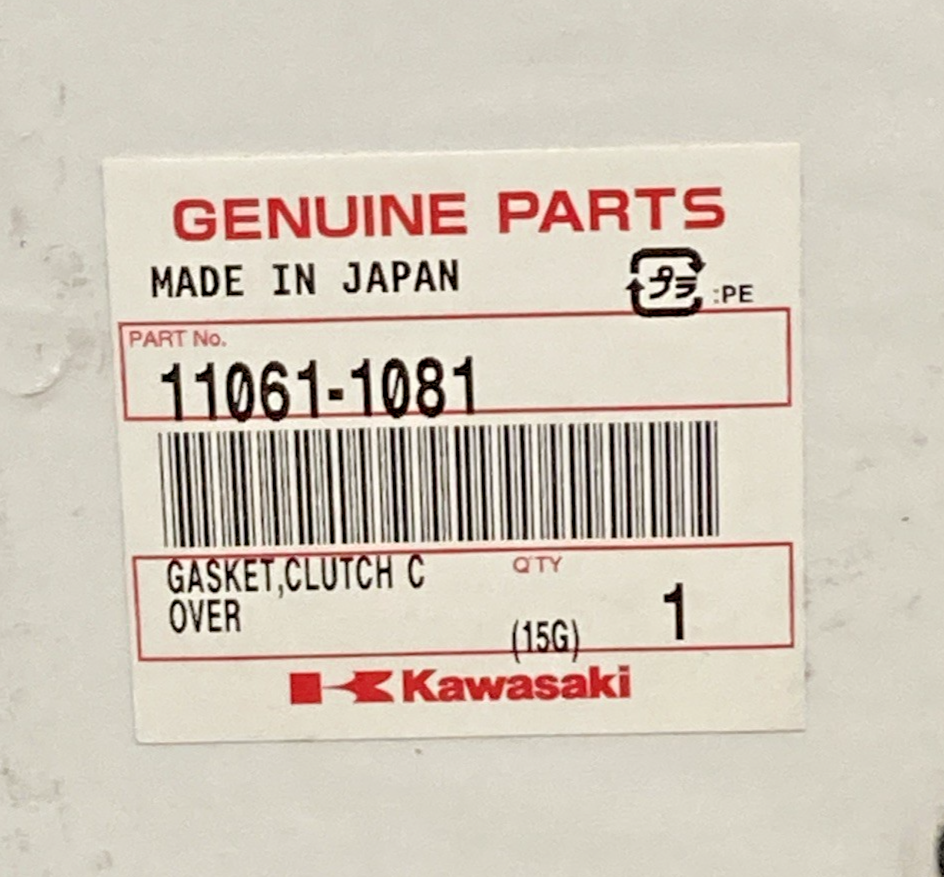 GENUINE PARTS
MADE IN JAPAN
プラ :PE
PART No.
11061-1081
GASKET,CLUTCH C
OVER
Q'TY
(15G)
1
Kawasaki